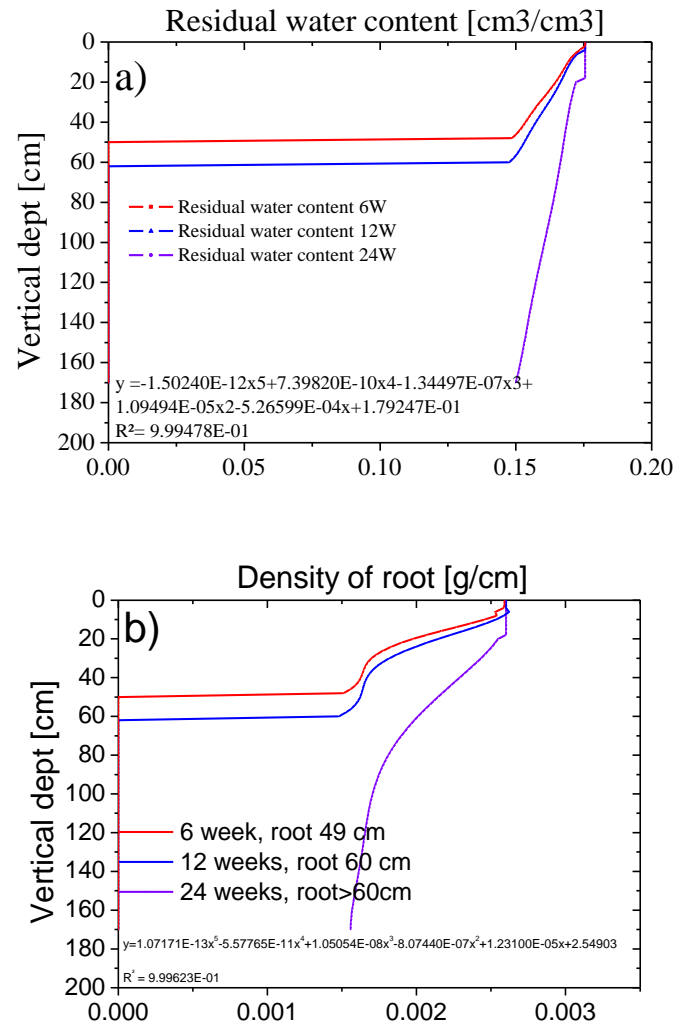 Residual water content [cm3/cm3]
a)
0
20
40
60
80
100
120
140
160
180
200
Vertical dept [cm]
Residual water content 6W
Residual water content 12W
Residual water content 24W
y =-1.50240E-12x5+7.39820E-10x4-1.34497E-07x3+
1.09494E-05x2-5.26599E-04x+1.79247E-01
R²= 9.99478E-01
0.00 0.05 0.10 0.15 0.20
Density of root [g/cm]
b)
0
20
40
60
80
100
120
140
160
180
200
Vertical dept [cm]
6 week, root 49 cm
12 weeks, root 60 cm
24 weeks, root>60cm
y=1.07171E-13x⁵-5.57765E-11x⁴+1.05054E-08x³-8.07440E-07x²+1.23100E-05x+2.54903
R² = 9.99623E-01
0.000 0.001 0.002 0.003